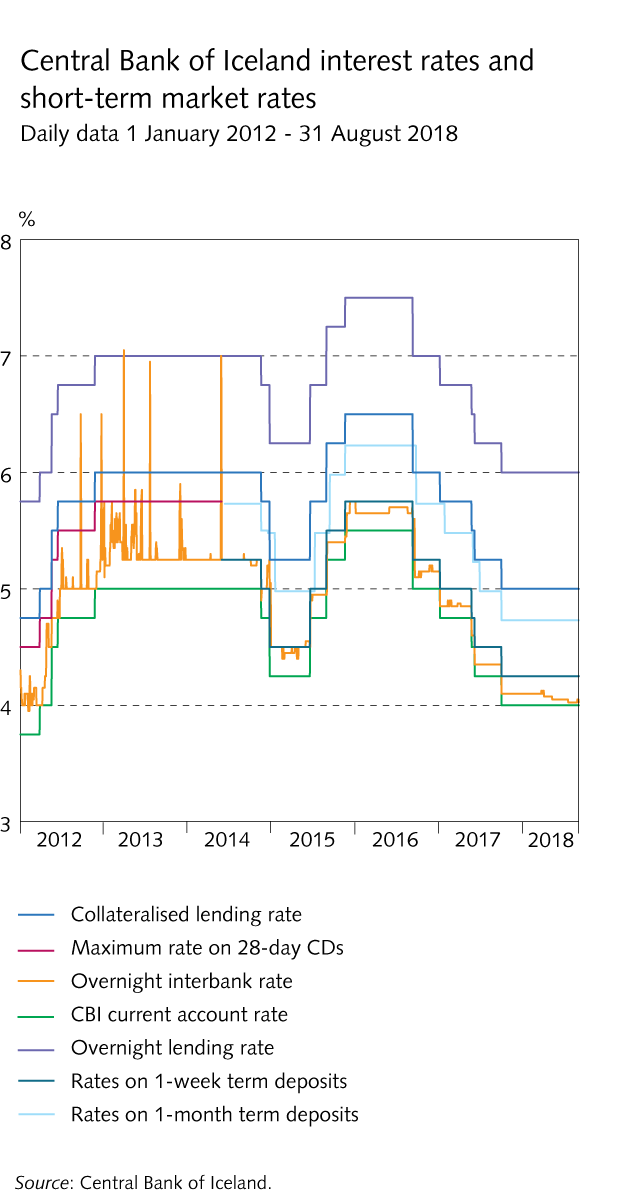 Central Bank of Iceland interest rates and
short-term market rates
Daily data 1 January 2012 - 31 August 2018
%
8
7
6
5
4
3
2012 2013 2014 2015 2016 2017 2018
Collateralised lending rate
Maximum rate on 28-day CDs
Overnight interbank rate
CBI current account rate
Overnight lending rate
Rates on 1-week term deposits
Rates on 1-month term deposits
Source: Central Bank of Iceland.